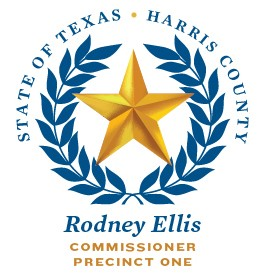 STATE OF TEXAS • HARRIS COUNTY
Rodney Ellis
COMMISSIONER
PRECINCT ONE